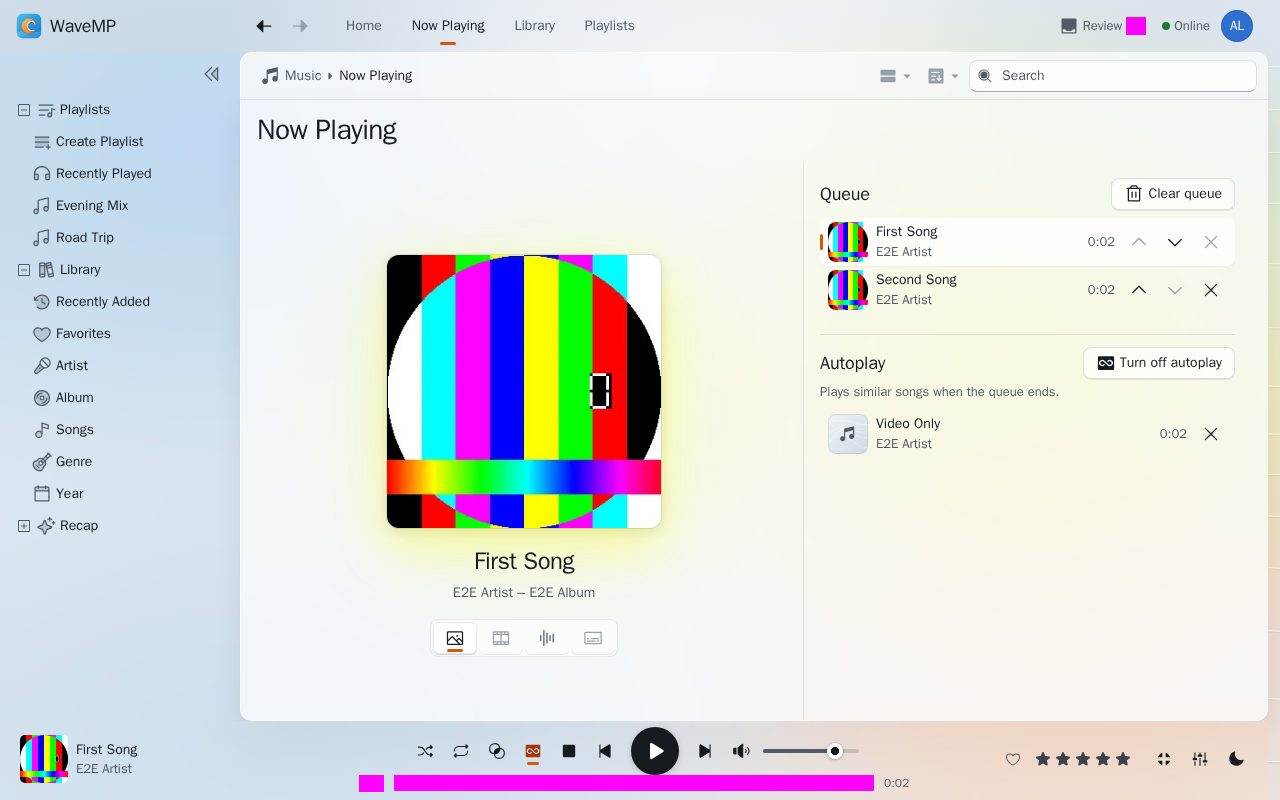 WaveMP
Home
Now Playing
Library
Playlists
Review
Online
AL
Music
Now Playing
Search
Playlists
Create Playlist
Recently Played
Evening Mix
Road Trip
Library
Recently Added
Favorites
Artist
Album
Songs
Genre
Year
Recap
Now Playing
First Song
E2E Artist – E2E Album
Queue
Clear queue
First Song
E2E Artist
0:02
Second Song
E2E Artist
0:02
Autoplay
Turn off autoplay
Plays similar songs when the queue ends.
Video Only
E2E Artist
0:02
First Song
E2E Artist
0:02